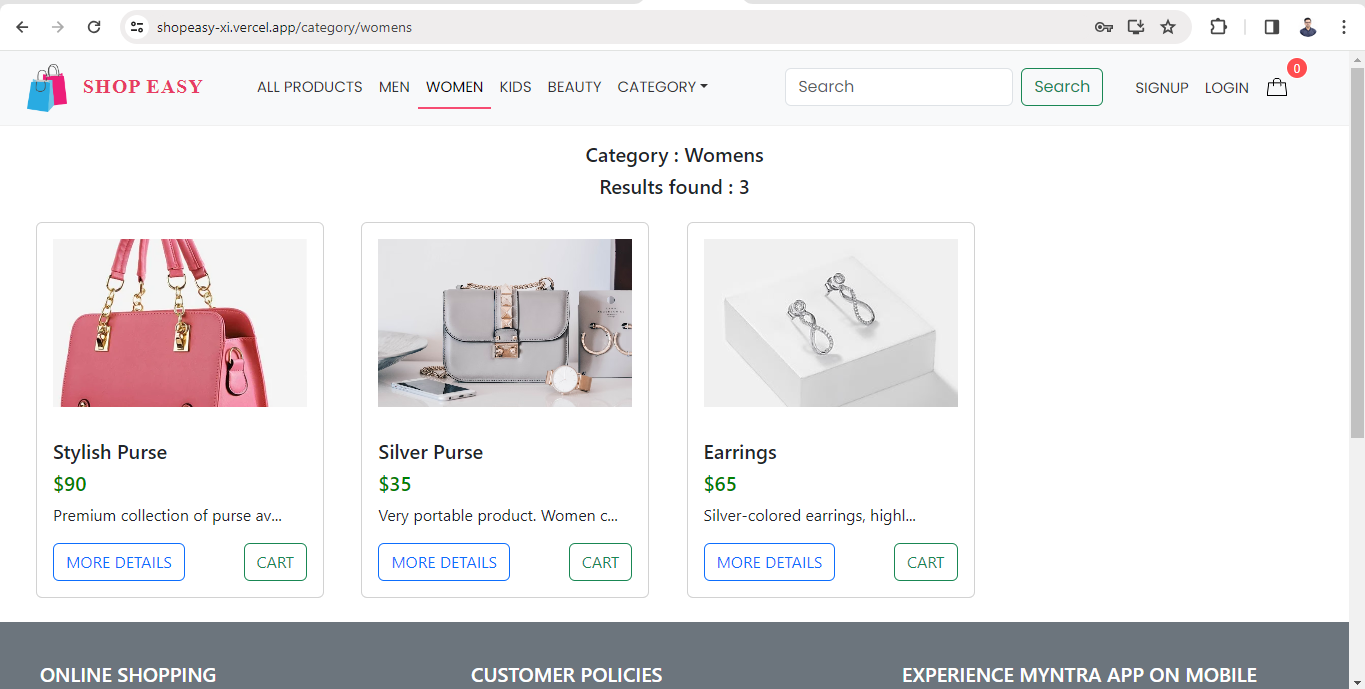 shopeasy-xi.vercel.app/category/womens
SHOP EASY
ALL PRODUCTS MEN WOMEN KIDS BEAUTY CATEGORY
Search
Search
SIGNUP LOGIN
0
Category : Womens
Results found : 3
Stylish Purse
$90
Premium collection of purse av...
MORE DETAILS CART
Silver Purse
$35
Very portable product. Women c...
MORE DETAILS CART
Earrings
$65
Silver-colored earrings, highl...
MORE DETAILS CART
ONLINE SHOPPING
CUSTOMER POLICIES
EXPERIENCE MYNTRA APP ON MOBILE